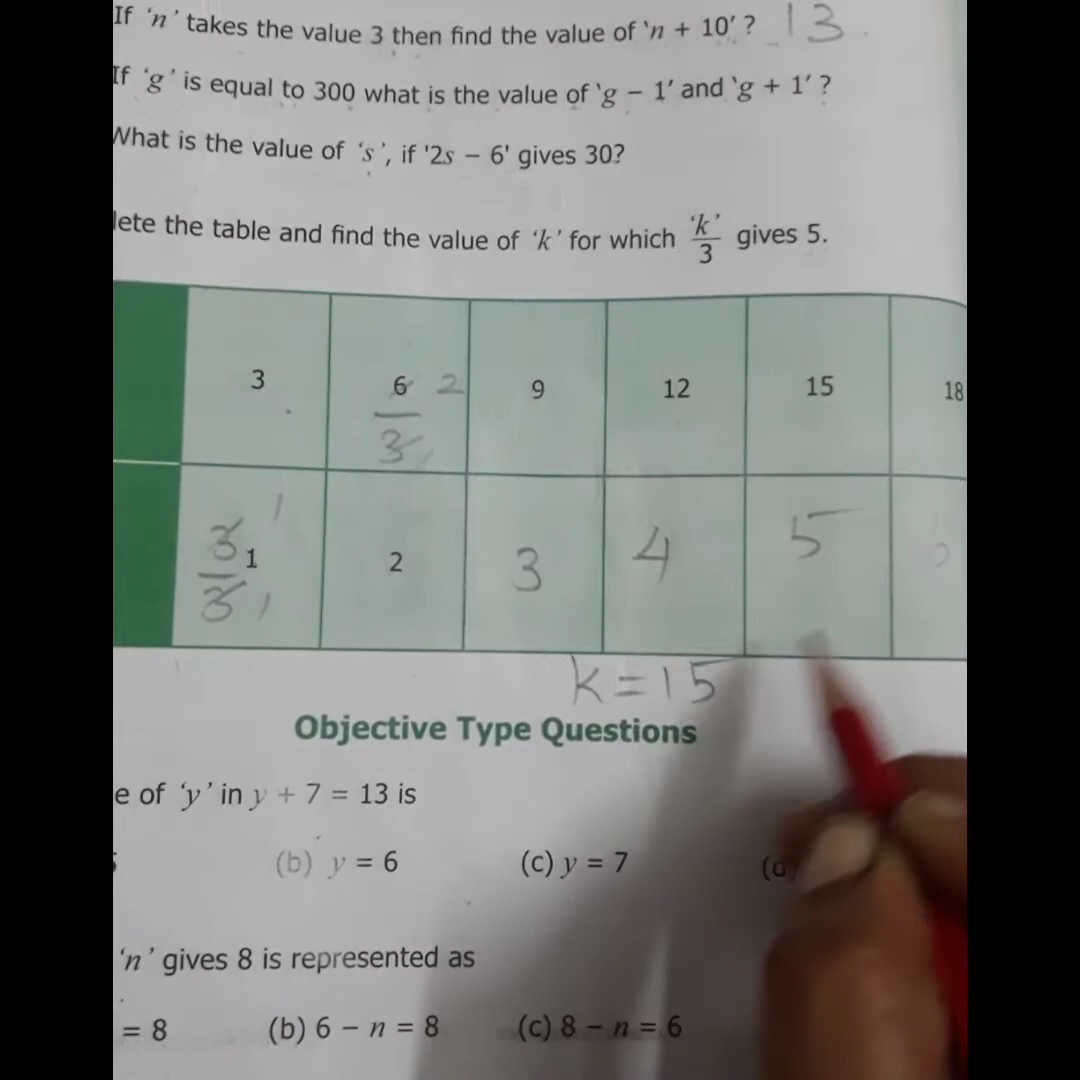 If 'n' takes the value 3 then find the value of 'n + 10' ? 13
If 'g' is equal to 300 what is the value of 'g − 1' and 'g + 1' ?
What is the value of 's', if '2s − 6' gives 30?
lete the table and find the value of 'k' for which 'k'/3 gives 5.
3 6/3 2 9 12 15 18
3/3 1 1 1 2 3 4 5
k = 15
Objective Type Questions
e of 'y' in y + 7 = 13 is
(b) y = 6 (c) y = 7
'n' gives 8 is represented as
= 8 (b) 6 − n = 8 (c) 8 − n = 6